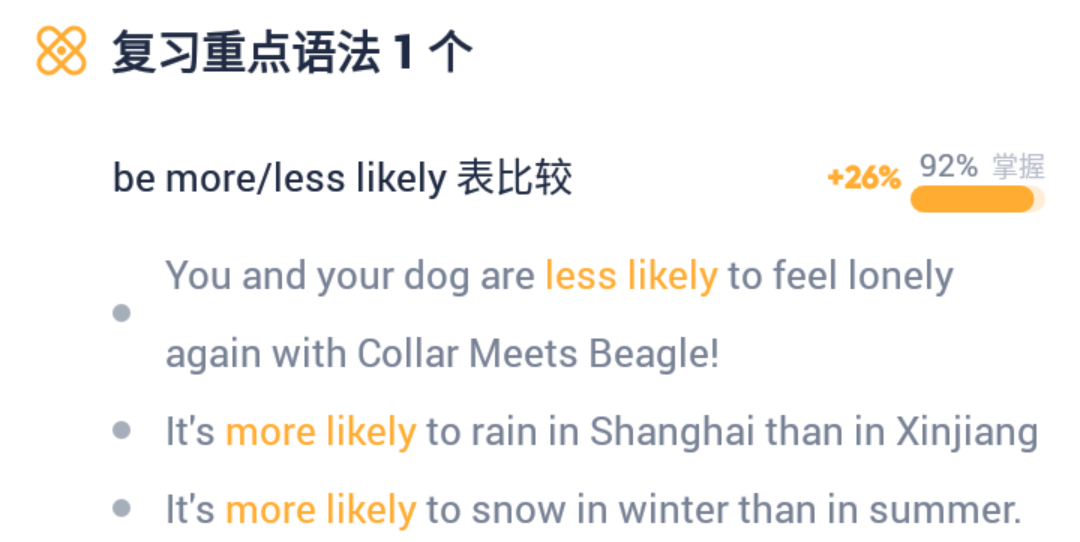 复习重点语法 1 个
be more/less likely 表比较
+26% 92% 掌握
You and your dog are less likely to feel lonely
again with Collar Meets Beagle!
It's more likely to rain in Shanghai than in Xinjiang
It's more likely to snow in winter than in summer.